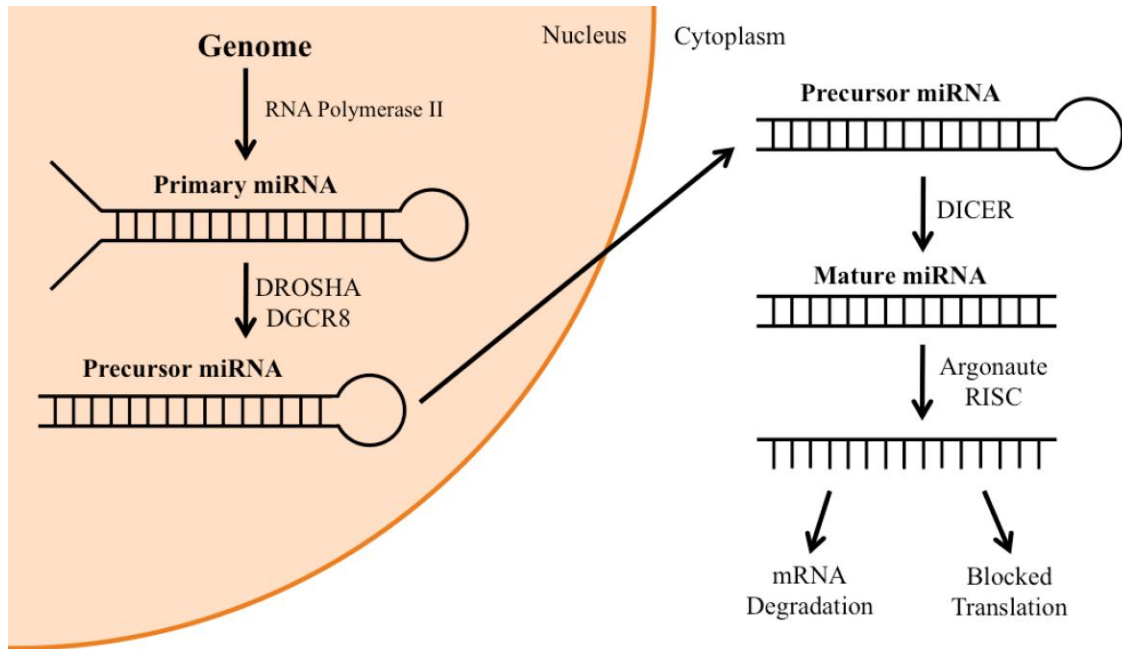 Genome
RNA Polymerase II
Primary miRNA
DROSHA
DGCR8
Precursor miRNA
Nucleus
Cytoplasm
Precursor miRNA
DICER
Mature miRNA
Argonaute
RISC
mRNA
Degradation
Blocked
Translation